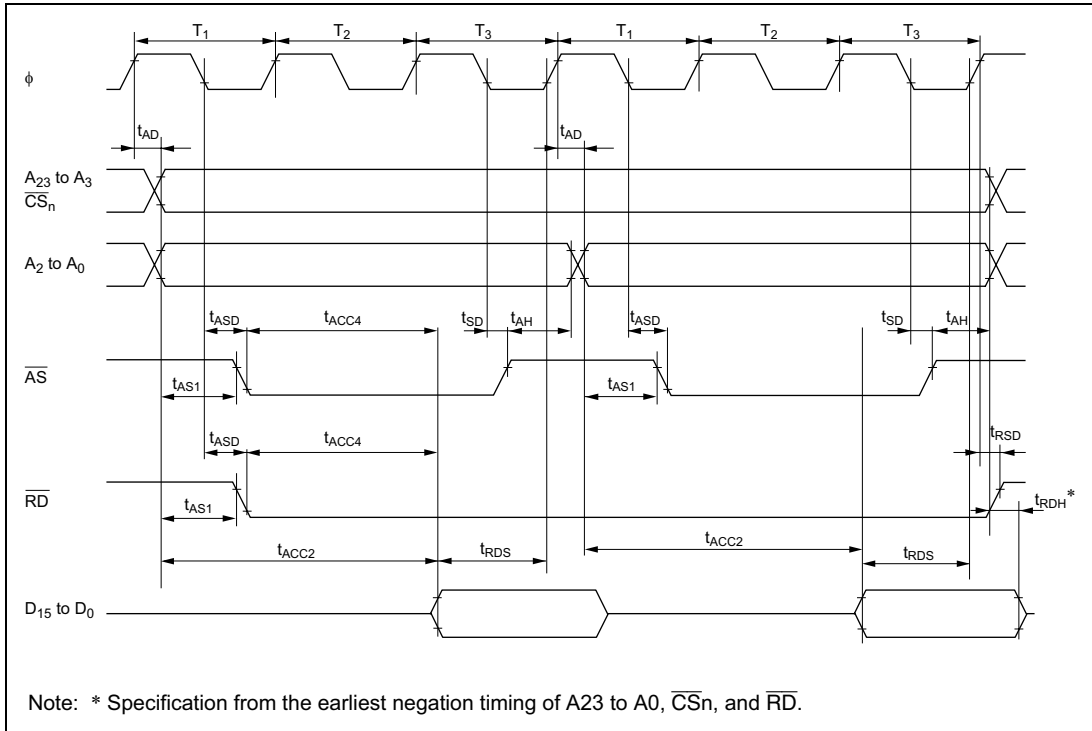 T1 T2 T3 T1 T2 T3
ϕ
tAD tAD
A23 to A3
CSn
A2 to A0
tASD tACC4 tSD tAH tASD tSD tAH
AS
tAS1 tAS1
tASD tACC4 tRSD
RD
tAS1 tRDH*
tACC2 tRDS tACC2 tRDS
D15 to D0
Note: * Specification from the earliest negation timing of A23 to A0, CSn, and RD.